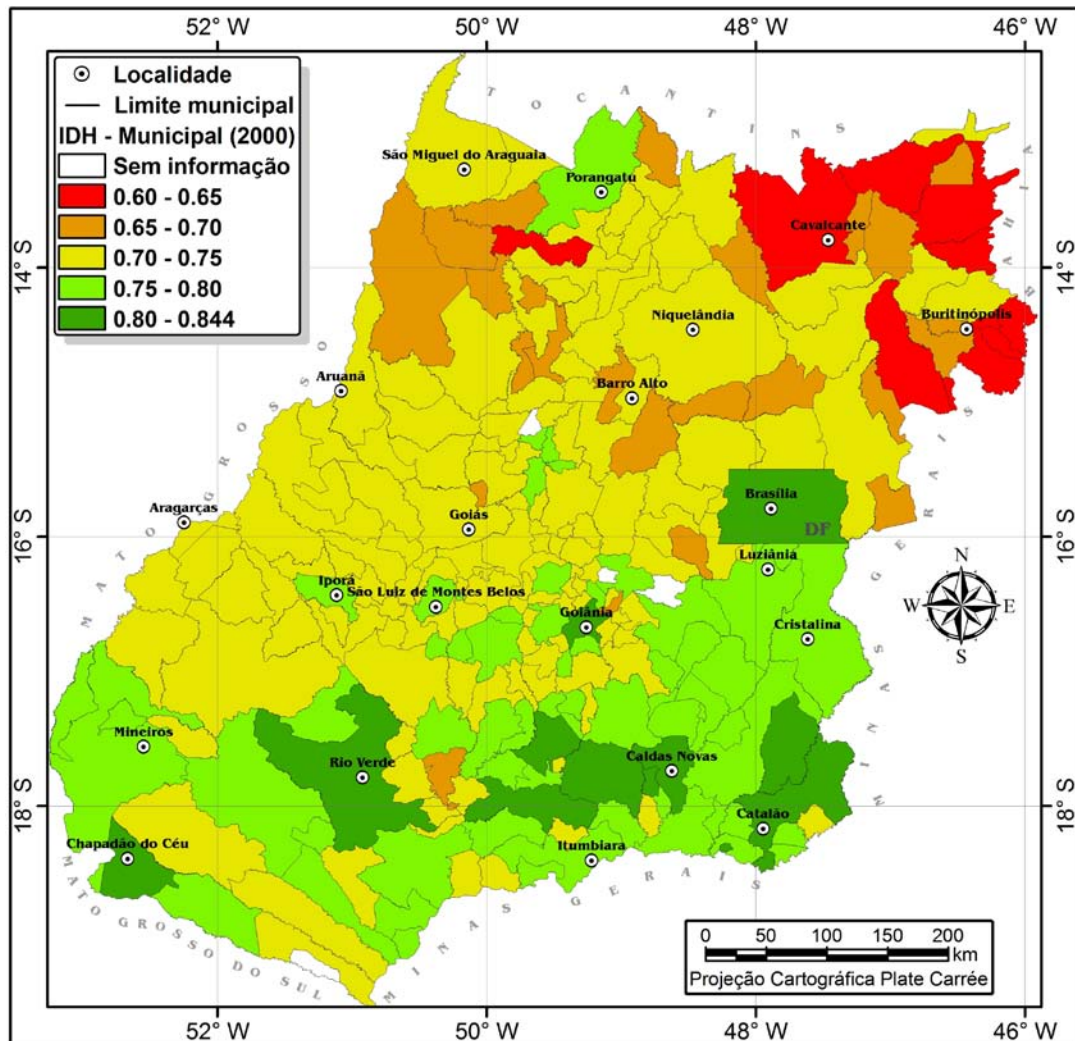 52° W 50° W 48° W 46° W
Localidade
Limite municipal
IDH - Municipal (2000)
Sem informação
0.60 - 0.65
0.65 - 0.70
0.70 - 0.75
0.75 - 0.80
0.80 - 0.844
TOCANTINS
BAHIA
MATO GROSSO
MINAS GERAIS
MATO GROSSO DO SUL
MINAS GERAIS
São Miguel do Araguaia
Porangatu
Cavalcante
14° S 14° S
Niquelândia
Buritinópolis
Aruanã
Barro Alto
Brasília
Aragarças
Goiás
DF
16° S 16° S
Luziânia
Iporá
São Luiz de Montes Belos
Goiânia
Cristalina
N
W E
S
Mineiros
Rio Verde
Caldas Novas
18° S 18° S
Catalão
Chapadão do Céu
Itumbiara
0 50 100 150 200
km
Projeção Cartográfica Plate Carrée
52° W 50° W 48° W 46° W